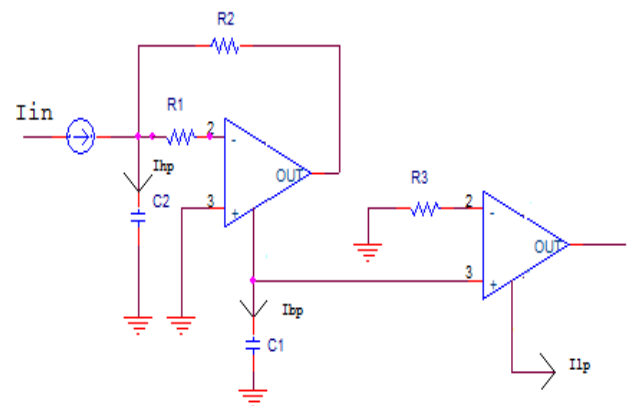 R2
Iin
R1
2
-
Ihp
OUT
C2
3
+
R3
2
-
OUT
3
+
Ibp
C1
Ilp